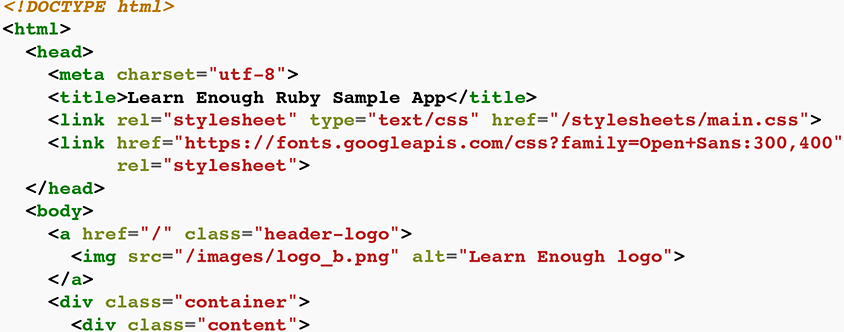 <!DOCTYPE html>
<html>
  <head>
    <meta charset="utf-8">
    <title>Learn Enough Ruby Sample App</title>
    <link rel="stylesheet" type="text/css" href="/stylesheets/main.css">
    <link href="https://fonts.googleapis.com/css?family=Open+Sans:300,400"
          rel="stylesheet">
  </head>
  <body>
    <a href="/" class="header-logo">
      <img src="/images/logo_b.png" alt="Learn Enough logo">
    </a>
    <div class="container">
      <div class="content">